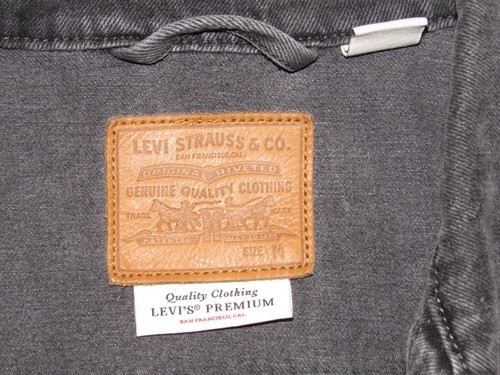 LEVI STRAUSS & CO.
SAN FRANCISCO, CAL.
ORIGINAL RIVETED
GENUINE QUALITY CLOTHING
TRADE MARK
SIZE
Quality Clothing
LEVI'S® PREMIUM
SAN FRANCISCO, CAL.